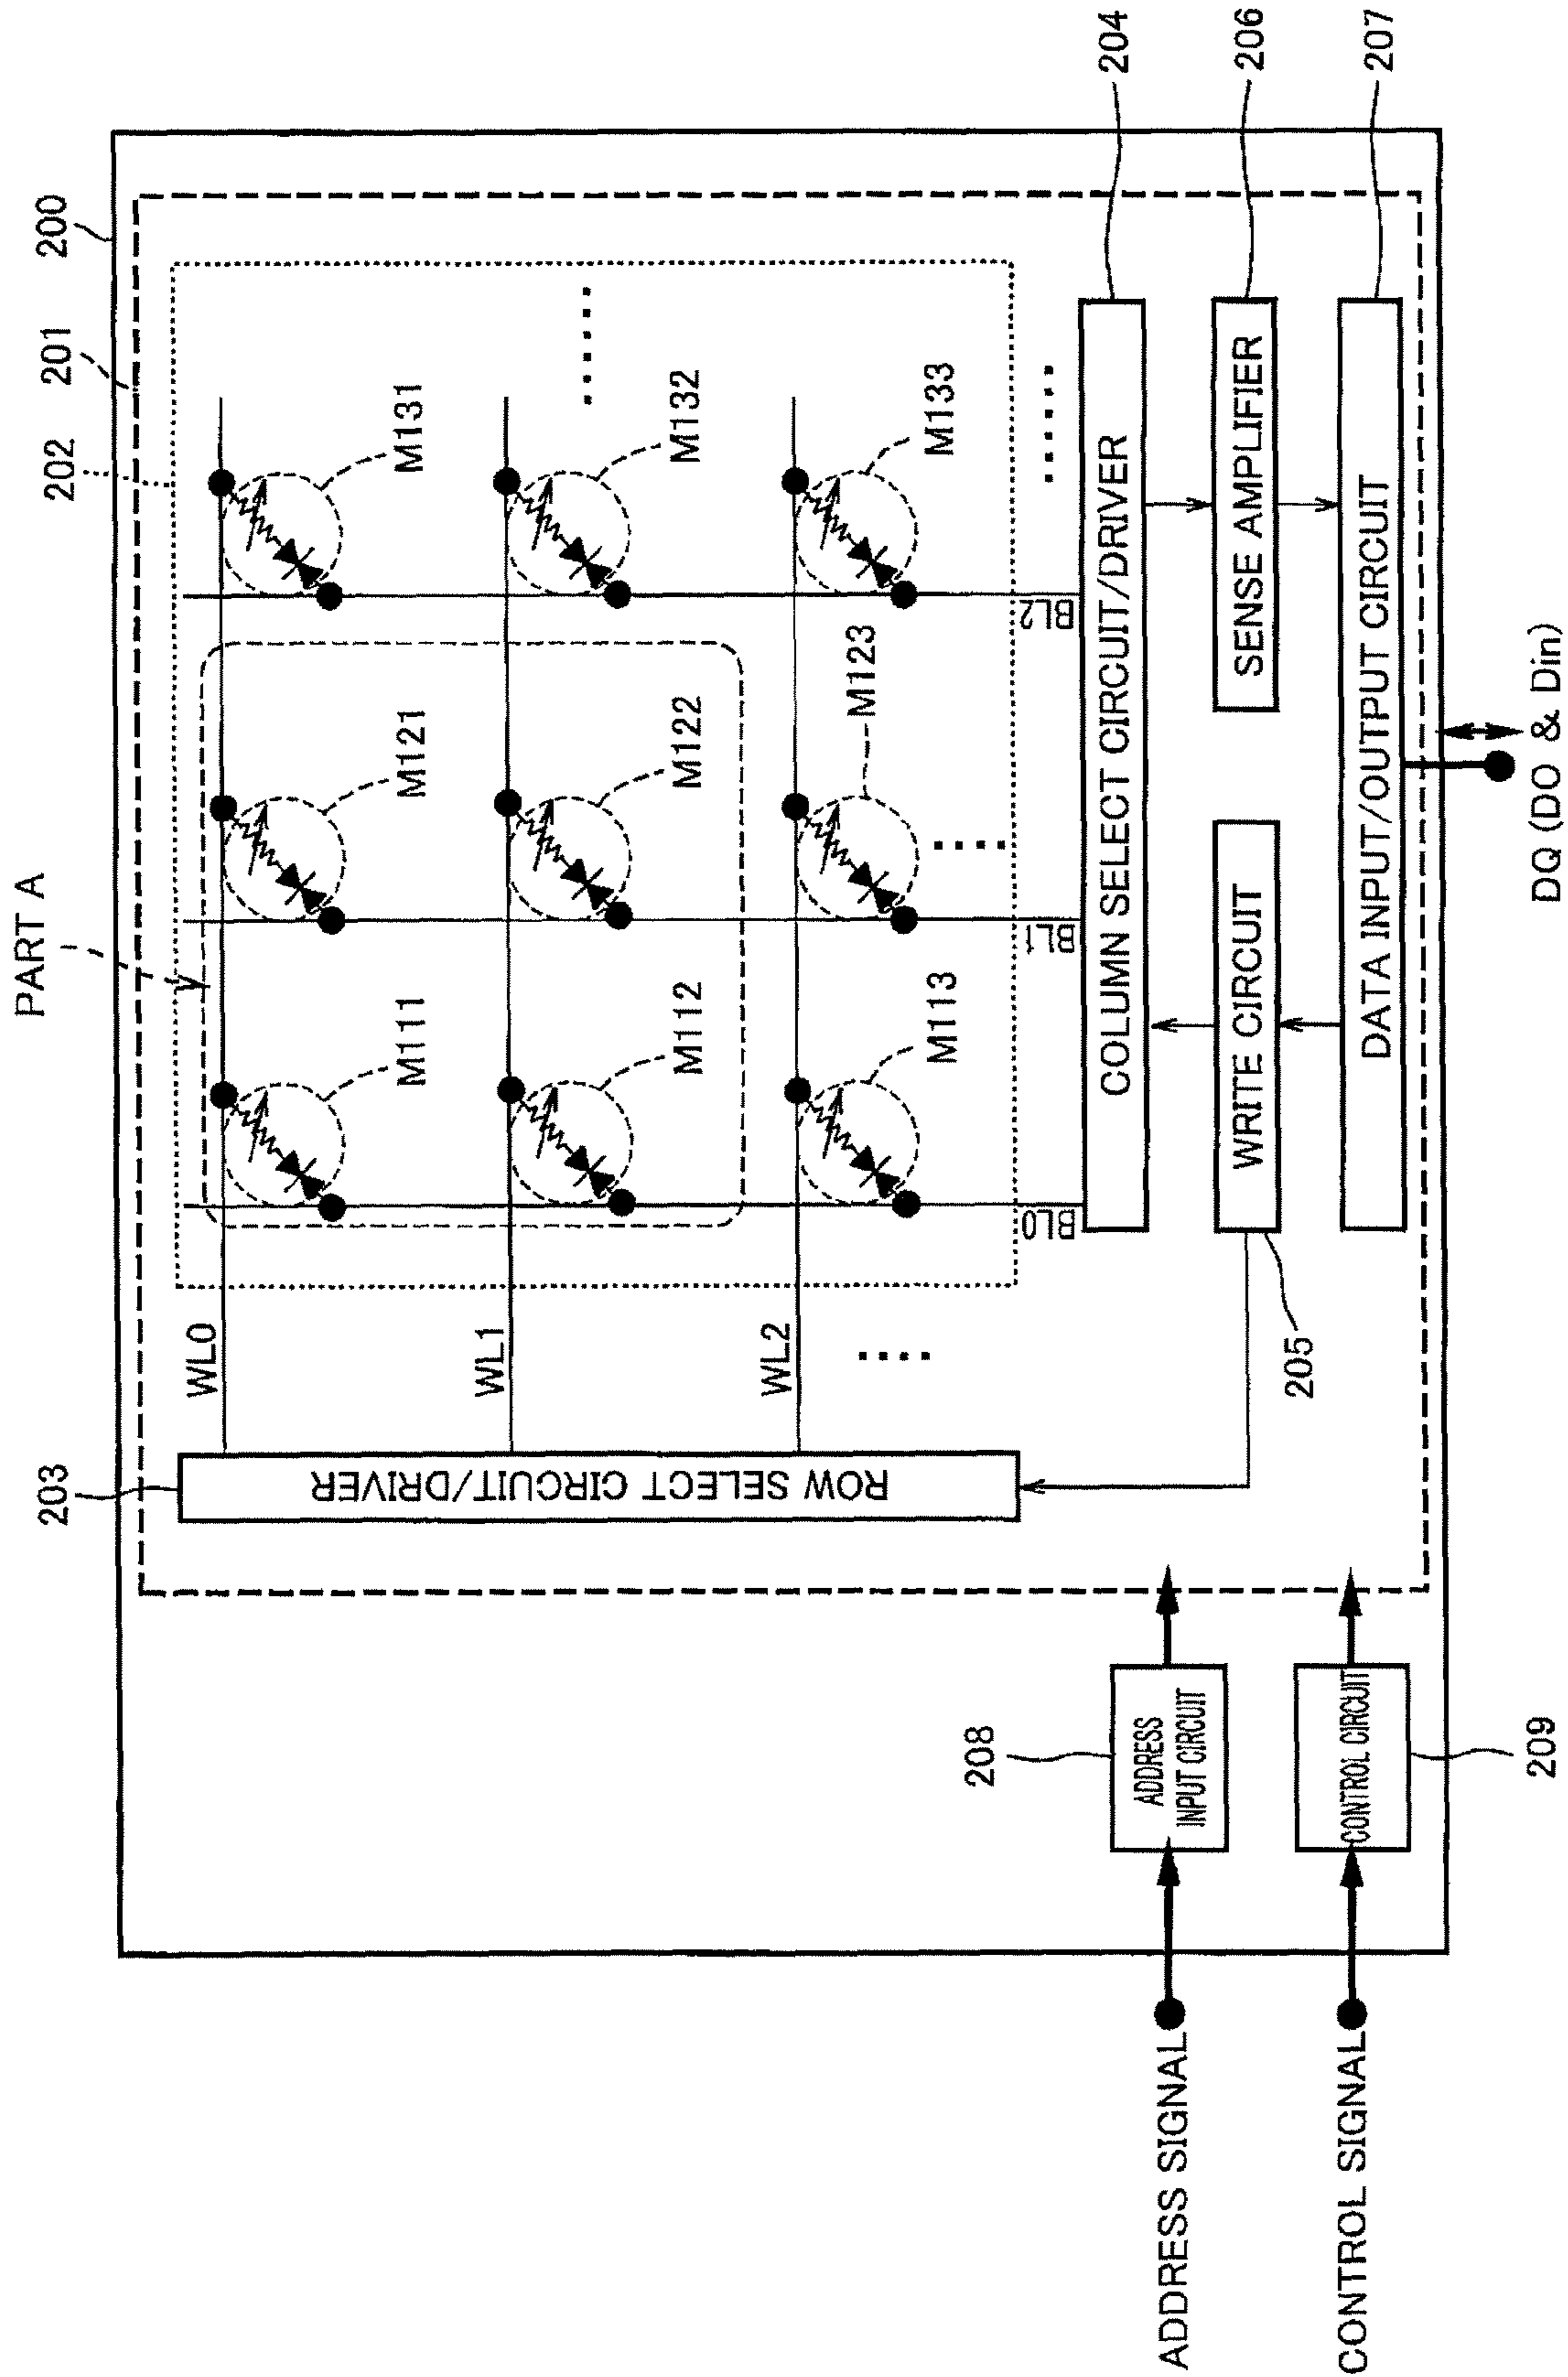 200
201
202
PART A
203
WL0
WL1
WL2
M111
M121
M131
M112
M122
M132
M113
M123
M133
BL0
BL1
BL2
ROW SELECT CIRCUIT/DRIVER
COLUMN SELECT CIRCUIT/DRIVER
204
WRITE CIRCUIT
205
SENSE AMPLIFIER
206
DATA INPUT/OUTPUT CIRCUIT
207
208
ADDRESS
INPUT CIRCUIT
CONTROL CIRCUIT
209
ADDRESS SIGNAL
CONTROL SIGNAL
DQ (DO & Din)